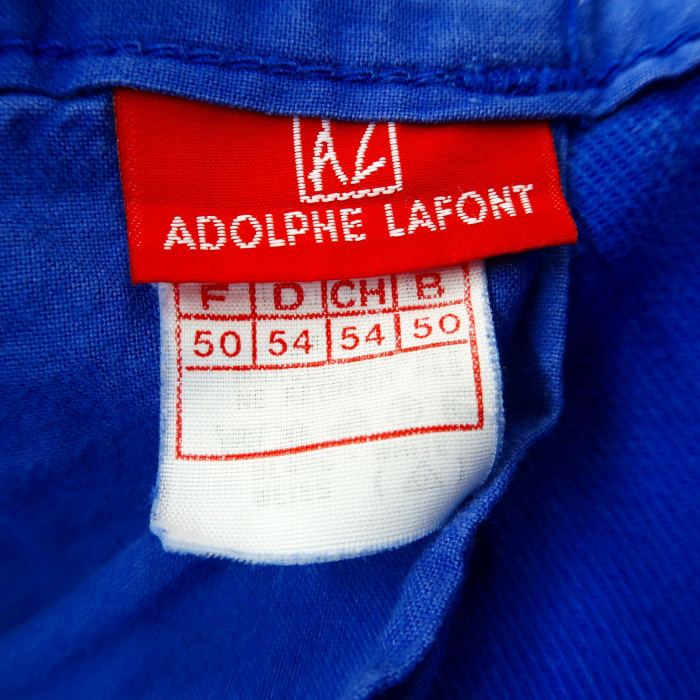 AL
ADOLPHE LAFONT
F D CH B
50 54 54 50